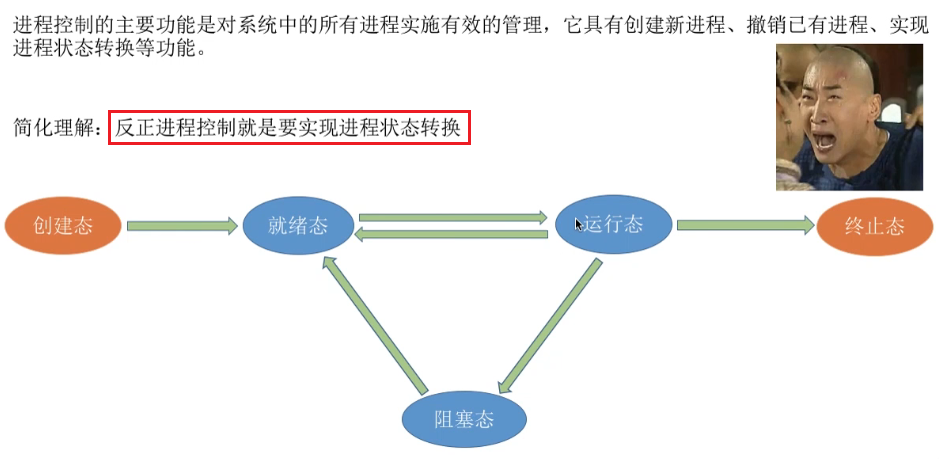 进程控制的主要功能是对系统中的所有进程实施有效的管理，它具有创建新进程、撤销已有进程、实现
进程状态转换等功能。
简化理解：反正进程控制就是要实现进程状态转换
创建态
就绪态
运行态
终止态
阻塞态